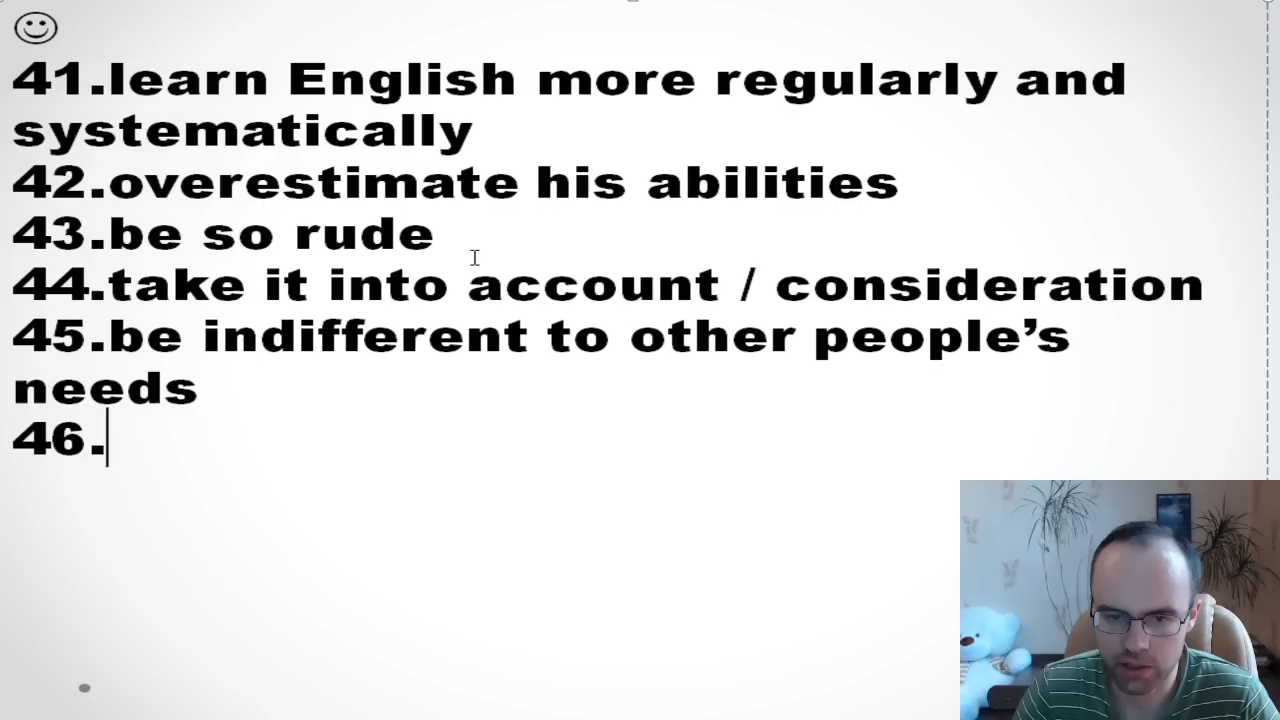 41.learn English more regularly and
systematically
42.overestimate his abilities
43.be so rude
44.take it into account / consideration
45.be indifferent to other people’s
needs
46.